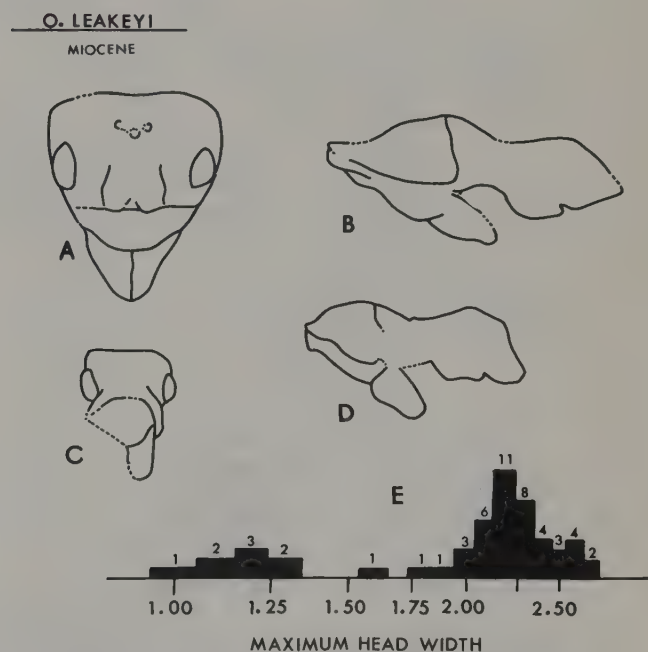 O. LEAKEYI
MIOCENE
A
B
C
D
E
1 2 3 2 1 1 1 3 6 11 8 4 3 4 2
1.00 1.25 1.50 1.75 2.00 2.50
MAXIMUM HEAD WIDTH